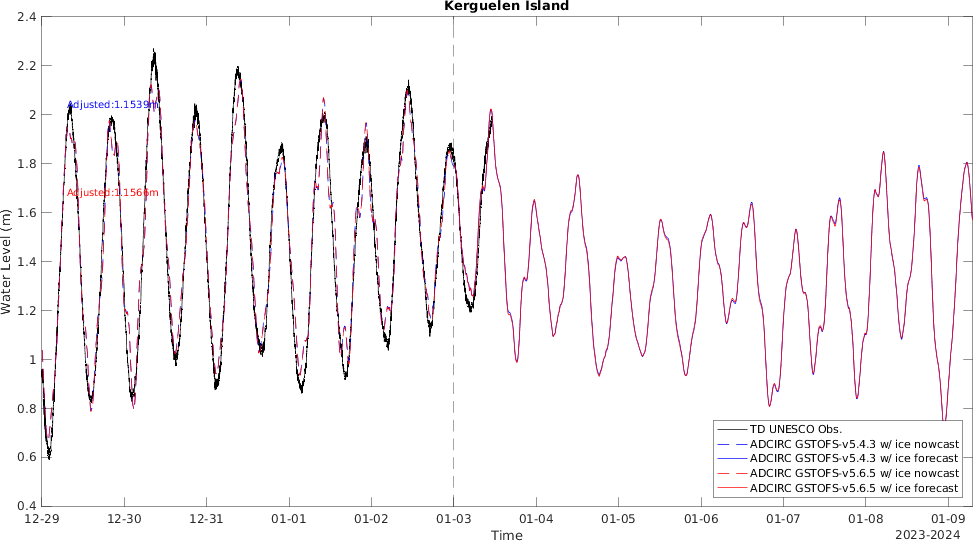 Kerguelen Island
2.4
2.2
2
1.8
1.6
1.4
1.2
1
0.8
0.6
0.4
Water Level (m)
Adjusted:1.1539m
Adjusted:1.1566m
TD UNESCO Obs.
ADCIRC GSTOFS-v5.4.3 w/ ice nowcast
ADCIRC GSTOFS-v5.4.3 w/ ice forecast
ADCIRC GSTOFS-v5.6.5 w/ ice nowcast
ADCIRC GSTOFS-v5.6.5 w/ ice forecast
12-29 12-30 12-31 01-01 01-02 01-03 01-04 01-05 01-06 01-07 01-08 01-09
Time
2023-2024